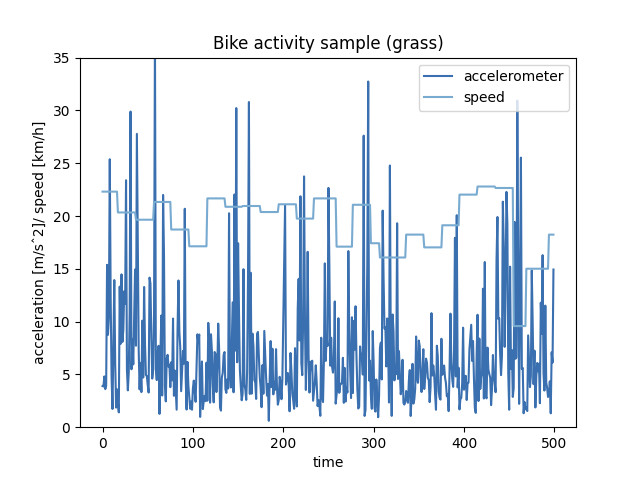 Bike activity sample (grass)
accelerometer
speed
acceleration [m/s^2]/ speed [km/h]
35
30
25
20
15
10
5
0
0 100 200 300 400 500
time